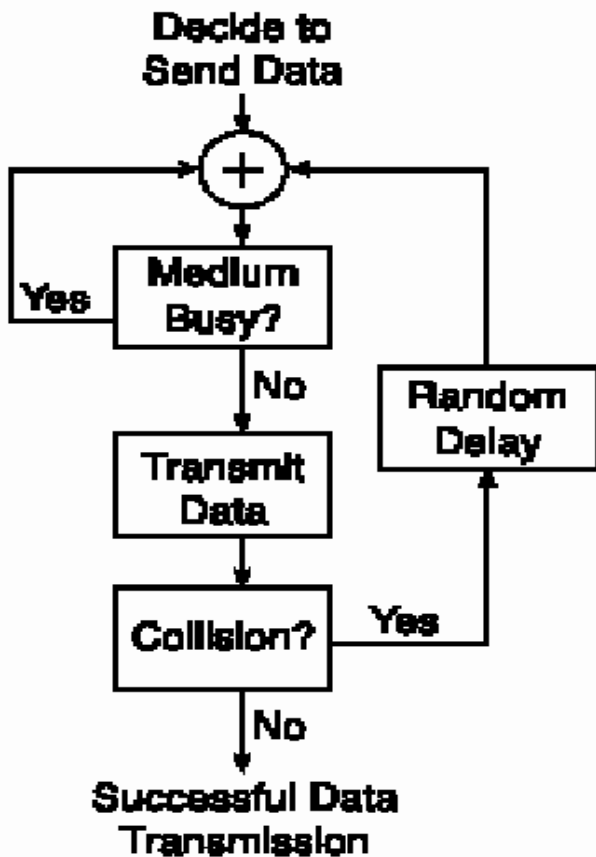 Decide to
Send Data
+
Medium
Busy?
Yes
No
Random
Delay
Transmit
Data
Collision?
Yes
No
Successful Data
Transmission